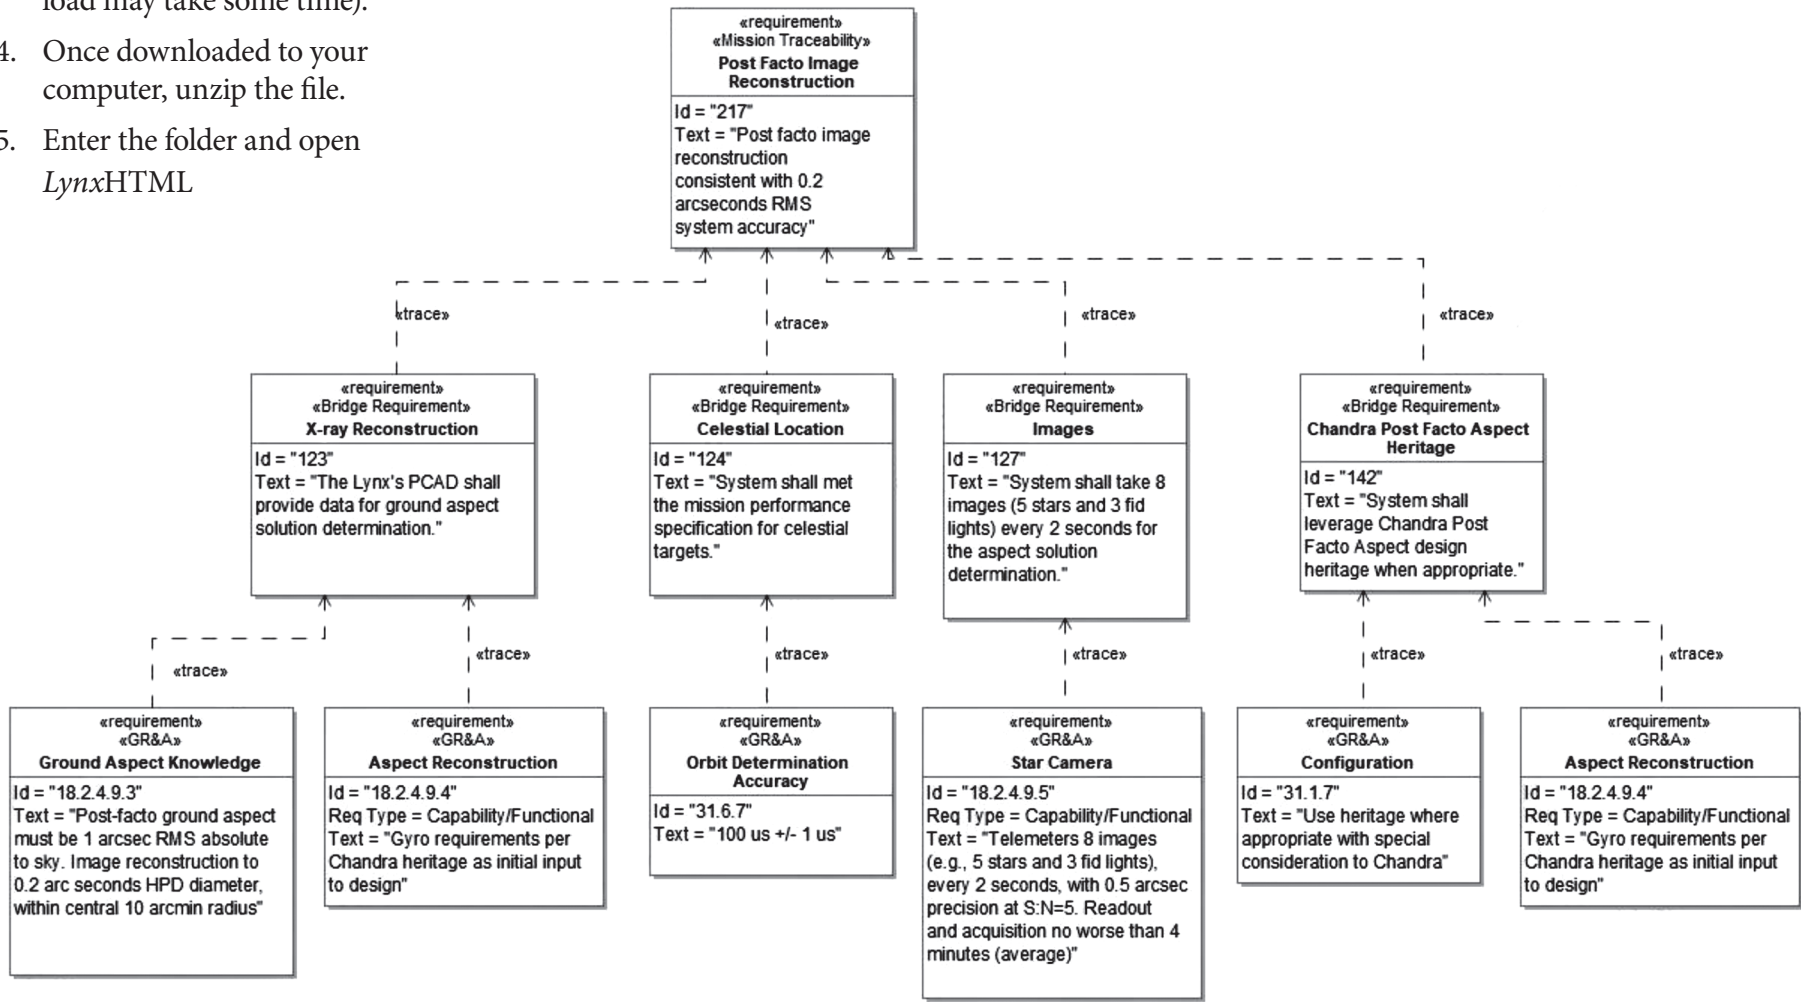 load may take some time).
4. Once downloaded to your
computer, unzip the file.
5. Enter the folder and open
LynxHTML
«requirement»
«Mission Traceability»
Post Facto Image
Reconstruction
Id = "217"
Text = "Post facto image
reconstruction
consistent with 0.2
arcseconds RMS
system accuracy"
«trace»
«trace»
«trace»
«trace»
«requirement»
«Bridge Requirement»
X-ray Reconstruction
Id = "123"
Text = "The Lynx's PCAD shall
provide data for ground aspect
solution determination."
«requirement»
«Bridge Requirement»
Celestial Location
Id = "124"
Text = "System shall met
the mission performance
specification for celestial
targets."
«requirement»
«Bridge Requirement»
Images
Id = "127"
Text = "System shall take 8
images (5 stars and 3 fid
lights) every 2 seconds for
the aspect solution
determination."
«requirement»
«Bridge Requirement»
Chandra Post Facto Aspect
Heritage
Id = "142"
Text = "System shall
leverage Chandra Post
Facto Aspect design
heritage when appropriate."
«trace»
«trace»
«trace»
«trace»
«trace»
«trace»
«requirement»
«GR&A»
Ground Aspect Knowledge
Id = "18.2.4.9.3"
Text = "Post-facto ground aspect
must be 1 arcsec RMS absolute
to sky. Image reconstruction to
0.2 arc seconds HPD diameter,
within central 10 arcmin radius"
«requirement»
«GR&A»
Aspect Reconstruction
Id = "18.2.4.9.4"
Req Type = Capability/Functional
Text = "Gyro requirements per
Chandra heritage as initial input
to design"
«requirement»
«GR&A»
Orbit Determination
Accuracy
Id = "31.6.7"
Text = "100 us +/- 1 us"
«requirement»
«GR&A»
Star Camera
Id = "18.2.4.9.5"
Req Type = Capability/Functional
Text = "Telemeters 8 images
(e.g., 5 stars and 3 fid lights),
every 2 seconds, with 0.5 arcsec
precision at S:N=5. Readout
and acquisition no worse than 4
minutes (average)"
«requirement»
«GR&A»
Configuration
Id = "31.1.7"
Text = "Use heritage where
appropriate with special
consideration to Chandra"
«requirement»
«GR&A»
Aspect Reconstruction
Id = "18.2.4.9.4"
Req Type = Capability/Functional
Text = "Gyro requirements per
Chandra heritage as initial input
to design"